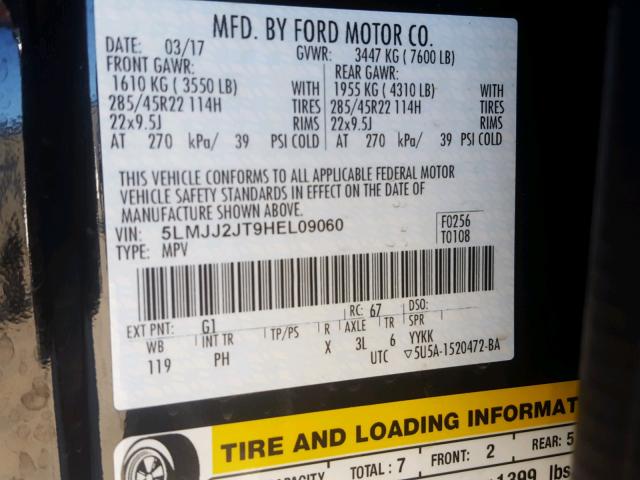 MFD. BY FORD MOTOR CO.
DATE: 03/17 GVWR: 3447 KG ( 7600 LB)
FRONT GAWR: REAR GAWR:
1610 KG ( 3550 LB) WITH 1955 KG ( 4310 LB) WITH
285/45R22 114H TIRES 285/45R22 114H TIRES
22x9.5J RIMS 22x9.5J RIMS
AT 270 kPa/ 39 PSI COLD AT 270 kPa/ 39 PSI COLD
THIS VEHICLE CONFORMS TO ALL APPLICABLE FEDERAL MOTOR
VEHICLE SAFETY STANDARDS IN EFFECT ON THE DATE OF
MANUFACTURE SHOWN ABOVE.
VIN: 5LMJJ2JT9HEL09060 F0256
TYPE: MPV T0108
EXT PNT: G1 RC: 67 DSO:
WB INT TR TP/PS R AXLE TR SPR
119 PH X 3L 6 YYKK
UTC ▽5U5A-1520472-BA
TIRE AND LOADING INFORMAT
TOTAL: 7 FRONT: 2 REAR: 5
1399 lbs